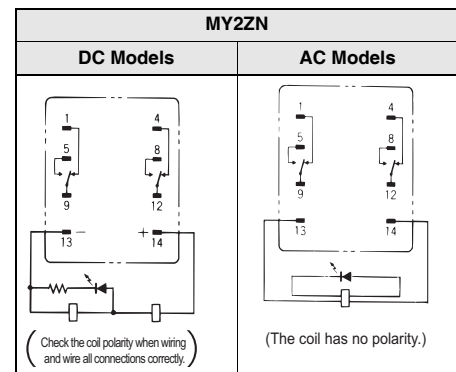 MY2ZN
DC Models
AC Models
1 4
5 8
9 12
13 − + 14
Check the coil polarity when wiring
and wire all connections correctly.
1 4
5 8
9 12
13 14
(The coil has no polarity.)